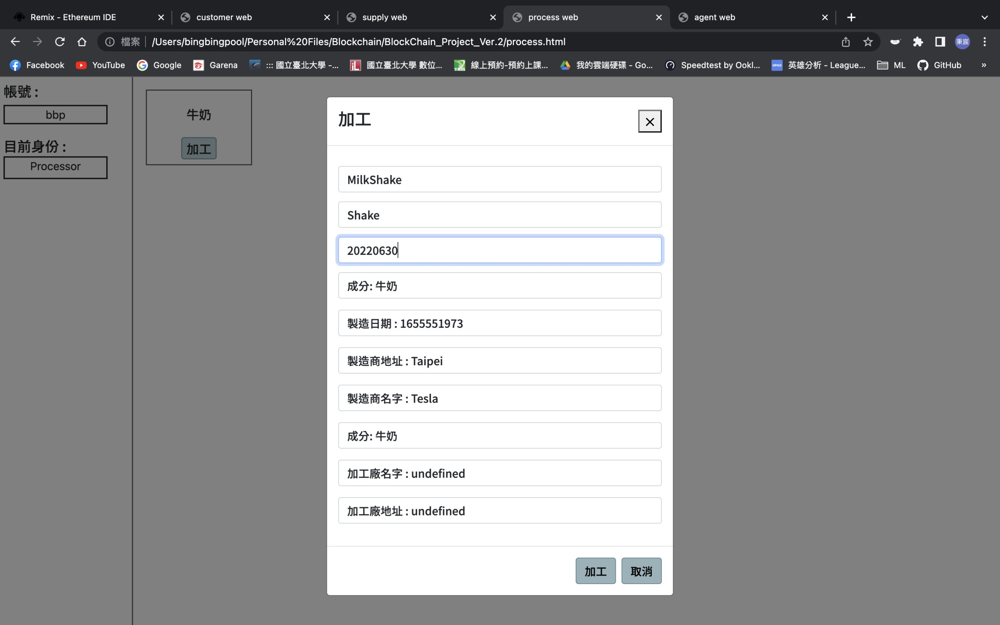 Remix - Ethereum IDE
customer web
supply web
process web
agent web
檔案 /Users/bingbingpool/Personal%20Files/Blockchain/BlockChain_Project_Ver.2/process.html
秉宸
Facebook
YouTube
Google
Garena
::: 國立臺北大學 -...
國立臺北大學 數位...
線上預約-預約上課...
我的雲端硬碟 - Go...
Speedtest by Ookl...
OP.GG
英雄分析 - League...
ML
GitHub
»
帳號 :
bbp
目前身份 :
Processor
牛奶
加工
加工
MilkShake
Shake
20220630
成分: 牛奶
製造日期 : 1655551973
製造商地址 : Taipei
製造商名字 : Tesla
成分: 牛奶
加工廠名字 : undefined
加工廠地址 : undefined
加工
取消